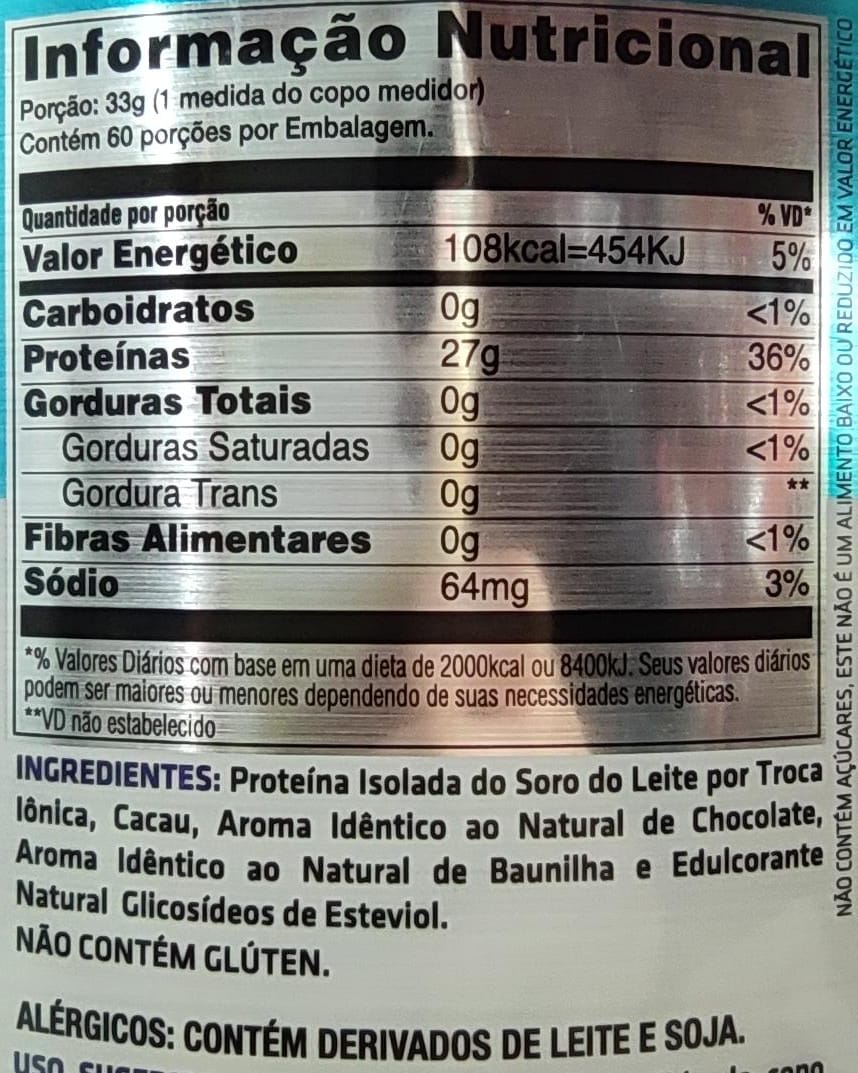 Informação Nutricional
Porção: 33g (1 medida do copo medidor)
Contém 60 porções por Embalagem.
Quantidade por porção % VD*
Valor Energético 108kcal=454KJ 5%
Carboidratos 0g <1%
Proteínas 27g 36%
Gorduras Totais 0g <1%
Gorduras Saturadas 0g <1%
Gordura Trans 0g **
Fibras Alimentares 0g <1%
Sódio 64mg 3%
*% Valores Diários com base em uma dieta de 2000kcal ou 8400kJ. Seus valores diários
podem ser maiores ou menores dependendo de suas necessidades energéticas.
**VD não estabelecido
INGREDIENTES: Proteína Isolada do Soro do Leite por Troca
Iônica, Cacau, Aroma Idêntico ao Natural de Chocolate,
Aroma Idêntico ao Natural de Baunilha e Edulcorante
Natural Glicosídeos de Esteviol.
NÃO CONTÉM GLÚTEN.
ALÉRGICOS: CONTÉM DERIVADOS DE LEITE E SOJA.
USO
NÃO CONTÉM AÇÚCARES, ESTE NÃO É UM ALIMENTO BAIXO OU REDUZIDO EM VALOR ENERGÉTICO